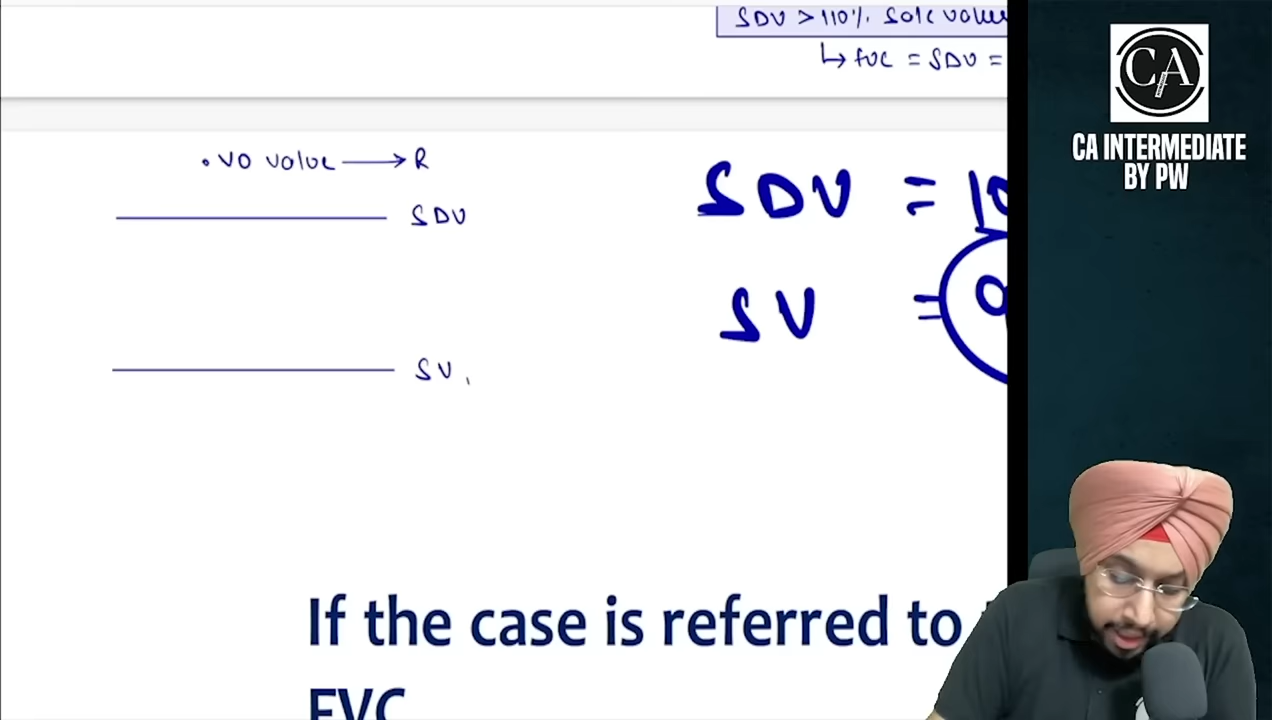 SDV > 110% Sale value
↳ FVC = SDV =
• VO value → R
SDV
SV
SDV = 10
SV =
If the case is referred to
FVC
CA
CA INTERMEDIATE
BY PW